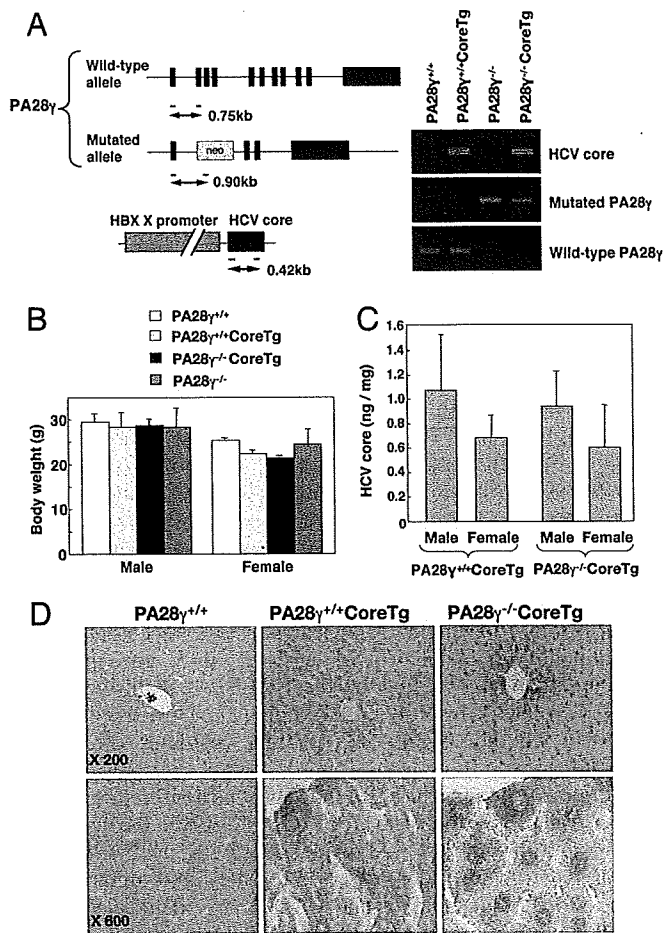 A
PA28γ
Wild-type
allele
0.75kb
Mutated
allele
neo
0.90kb
HBX X promoter
HCV core
0.42kb
PA28γ+/+
PA28γ+/+CoreTg
PA28γ-/-
PA28γ-/-CoreTg
HCV core
Mutated PA28γ
Wild-type PA28γ
B
PA28γ+/+
PA28γ+/+CoreTg
PA28γ-/-CoreTg
PA28γ-/-
Body weight (g)
30
20
10
0
Male
Female
C
HCV core (ng / mg)
1.6
1.4
1.2
1.0
0.8
0.6
0.4
0.2
0
Male Female
Male Female
PA28γ+/+CoreTg
PA28γ-/-CoreTg
D
PA28γ+/+
PA28γ+/+CoreTg
PA28γ-/-CoreTg
*
X 200
X 600